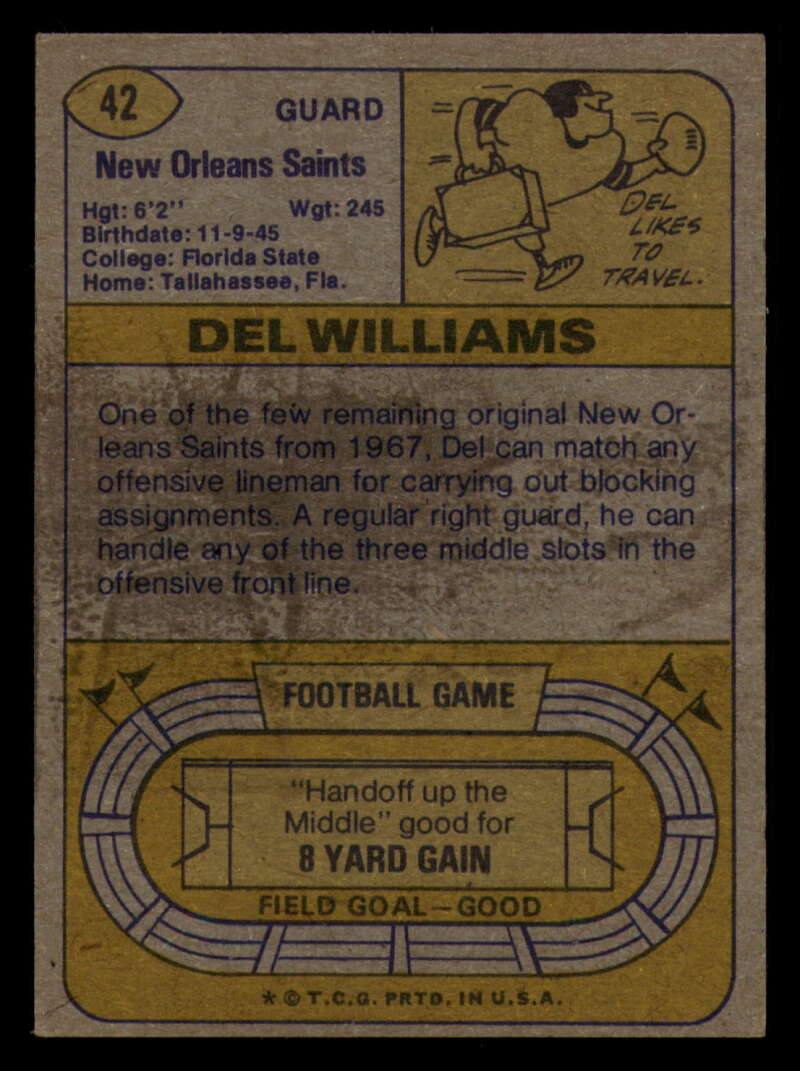 42
GUARD
New Orleans Saints
Hgt: 6'2" Wgt: 245
Birthdate: 11-9-45
College: Florida State
Home: Tallahassee, Fla.
DEL
LIKES
TO
TRAVEL.
DEL WILLIAMS
One of the few remaining original New Or-
leans Saints from 1967, Del can match any
offensive lineman for carrying out blocking
assignments. A regular right guard, he can
handle any of the three middle slots in the
offensive front line.
FOOTBALL GAME
"Handoff up the
Middle" good for
8 YARD GAIN
FIELD GOAL—GOOD
* © T.C.G. PRTD. IN U.S.A.